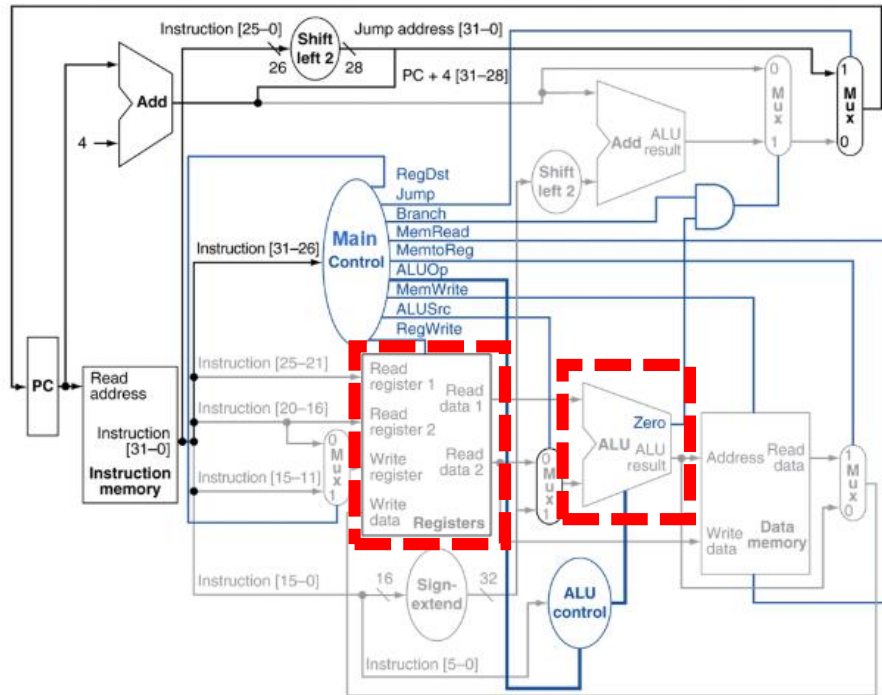 Instruction [25–0]
Shift
left 2
Jump address [31–0]
26
28
PC + 4 [31–28]
Add
4
0
M
u
x
1
1
M
u
x
0
Add
ALU
result
Shift
left 2
RegDst
Jump
Branch
MemRead
MemtoReg
ALUOp
MemWrite
ALUSrc
RegWrite
Instruction [31–26]
Main
Control
PC
Read
address
Instruction
[31–0]
Instruction
memory
Instruction [25–21]
Instruction [20–16]
Instruction [15–11]
0
M
u
x
1
Read
register 1
Read
register 2
Write
register
Write
data
Read
data 1
Read
data 2
Registers
0
M
u
x
1
Zero
ALU
ALU
result
Address
Read
data
Write
data
Data
memory
1
M
u
x
0
Instruction [15–0]
16
Sign-
extend
32
ALU
control
Instruction [5–0]